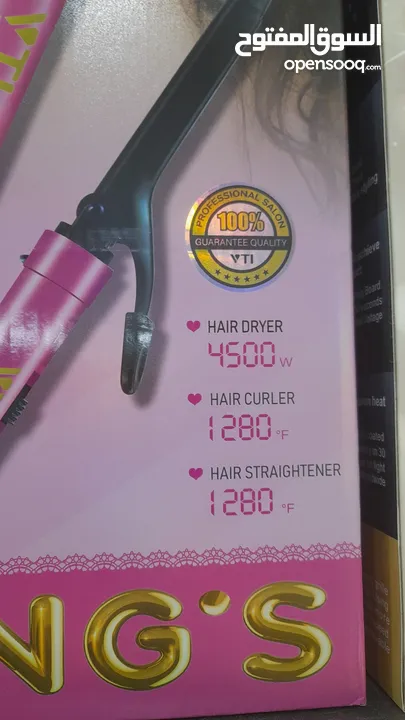 السوق المفتوح
opensooq.com
VTI
PROFESSIONAL SALON
100%
GUARANTEE QUALITY
VTI
HAIR DRYER
4500 W
HAIR CURLER
1280 °F
HAIR STRAIGHTENER
1280 °F
NG'S